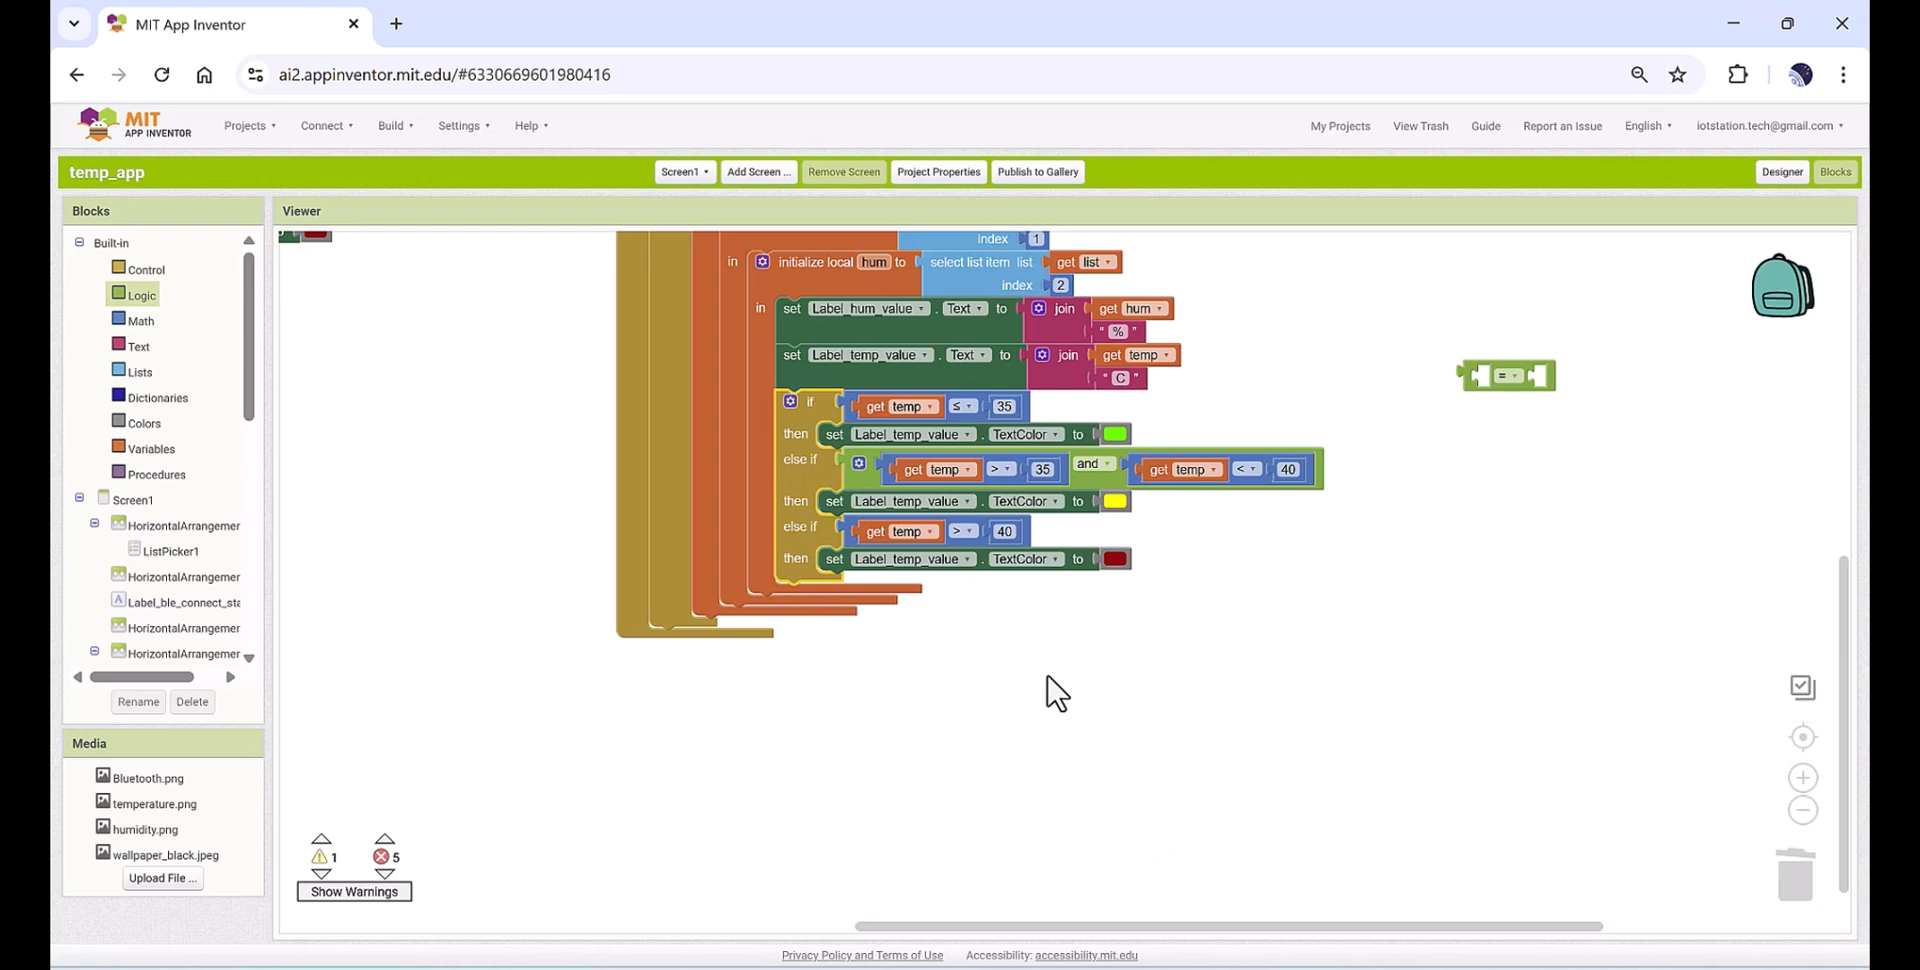 MIT App Inventor
ai2.appinventor.mit.edu/#6330669601980416
MIT
APP INVENTOR
Projects Connect Build Settings Help My Projects View Trash Guide Report an Issue English iotstation.tech@gmail.com
temp_app Screen1 Add Screen ... Remove Screen Project Properties Publish to Gallery Designer Blocks
Blocks
Built-in
Control
Logic
Math
Text
Lists
Dictionaries
Colors
Variables
Procedures
Screen1
HorizontalArrangemer
ListPicker1
HorizontalArrangemer
Label_ble_connect_sta
HorizontalArrangemer
HorizontalArrangemer
Rename Delete
Media
Bluetooth.png
temperature.png
humidity.png
wallpaper_black.jpeg
Upload File ...
Viewer
index 1
in initialize local hum to select list item list get list
index 2
in set Label_hum_value . Text to join get hum
" % "
set Label_temp_value . Text to join get temp
" C "
if get temp ≤ 35
then set Label_temp_value . TextColor to
else if get temp > 35 and get temp < 40
then set Label_temp_value . TextColor to
else if get temp > 40
then set Label_temp_value . TextColor to
=
1 5
Show Warnings
Privacy Policy and Terms of Use Accessibility: accessibility.mit.edu